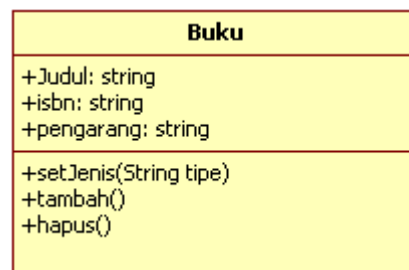 Buku
+Judul: string
+isbn: string
+pengarang: string
+setJenis(String tipe)
+tambah()
+hapus()